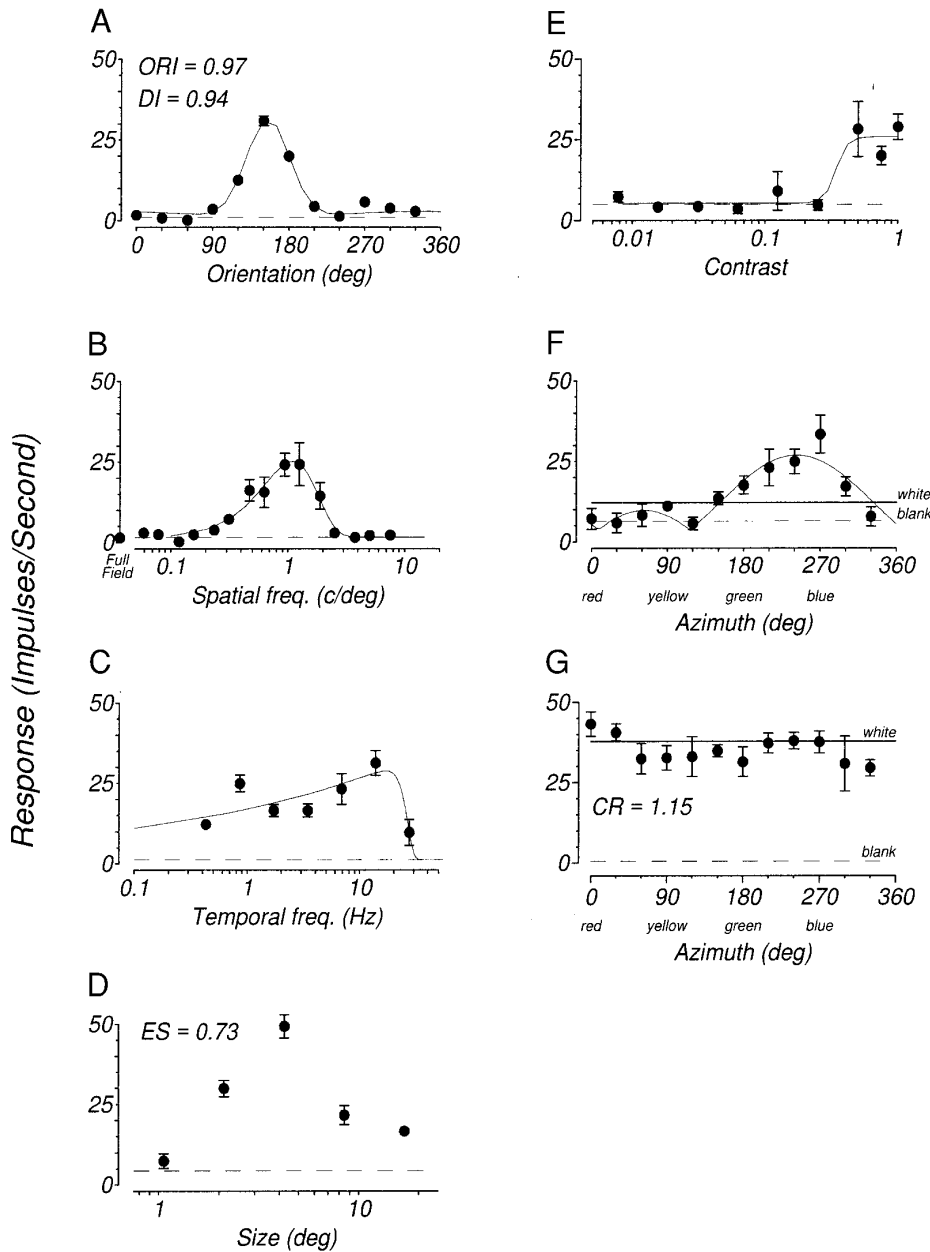 Response (Impulses/Second)
A
ORI = 0.97
DI = 0.94
50
25
0
0 90 180 270 360
Orientation (deg)
B
50
25
0
Full
Field
0.1 1 10
Spatial freq. (c/deg)
C
50
25
0
0.1 1 10
Temporal freq. (Hz)
D
ES = 0.73
50
25
0
1 10
Size (deg)
E
50
25
0
0.01 0.1 1
Contrast
F
50
25
0
white
blank
0 90 180 270 360
red yellow green blue
Azimuth (deg)
G
50
25
0
white
CR = 1.15
blank
0 90 180 270 360
red yellow green blue
Azimuth (deg)